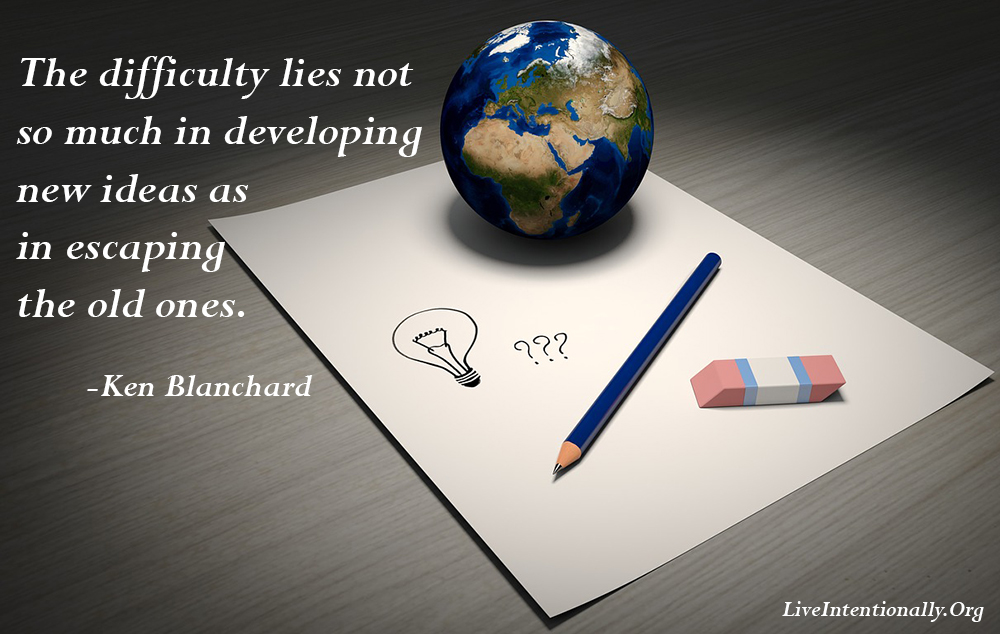 The difficulty lies not
so much in developing
new ideas as
in escaping
the old ones.
-Ken Blanchard
???
LiveIntentionally.Org